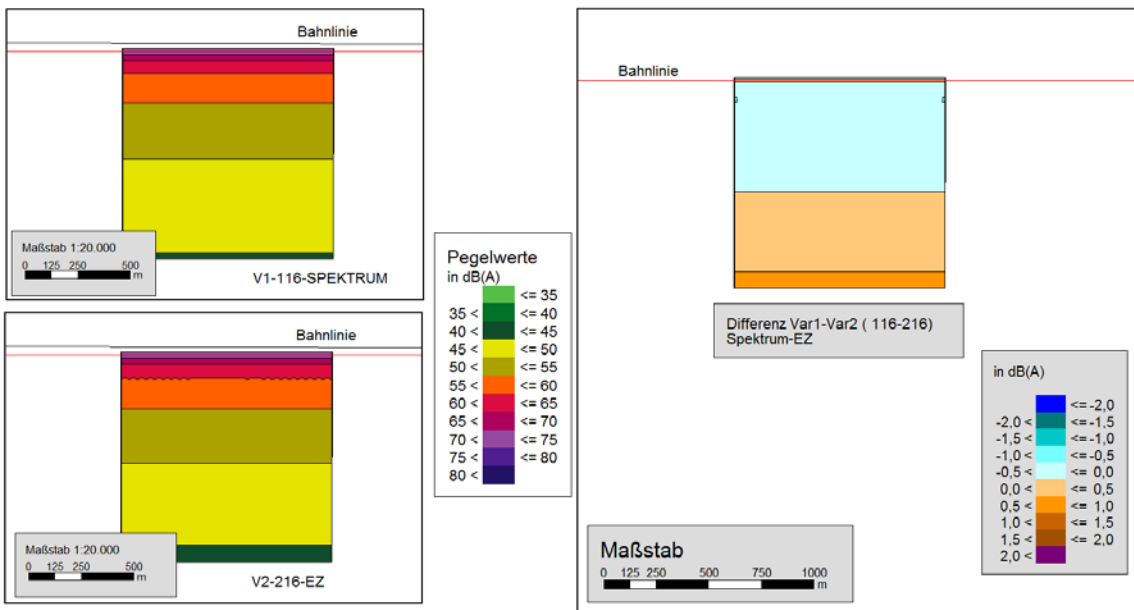 Bahnlinie
Maßstab 1:20.000
0 125 250 500
m
V1-116-SPEKTRUM
Bahnlinie
Maßstab 1:20.000
0 125 250 500
m
V2-216-EZ
Pegelwerte
in dB(A)
<= 35
35 < <= 40
40 < <= 45
45 < <= 50
50 < <= 55
55 < <= 60
60 < <= 65
65 < <= 70
70 < <= 75
75 < <= 80
80 <
Bahnlinie
Differenz Var1-Var2 ( 116-216)
Spektrum-EZ
in dB(A)
<=-2,0
-2,0 < <=-1,5
-1,5 < <=-1,0
-1,0 < <=-0,5
-0,5 < <= 0,0
0,0 < <= 0,5
0,5 < <= 1,0
1,0 < <= 1,5
1,5 < <= 2,0
2,0 <
Maßstab
0 125 250 500 750 1000
m